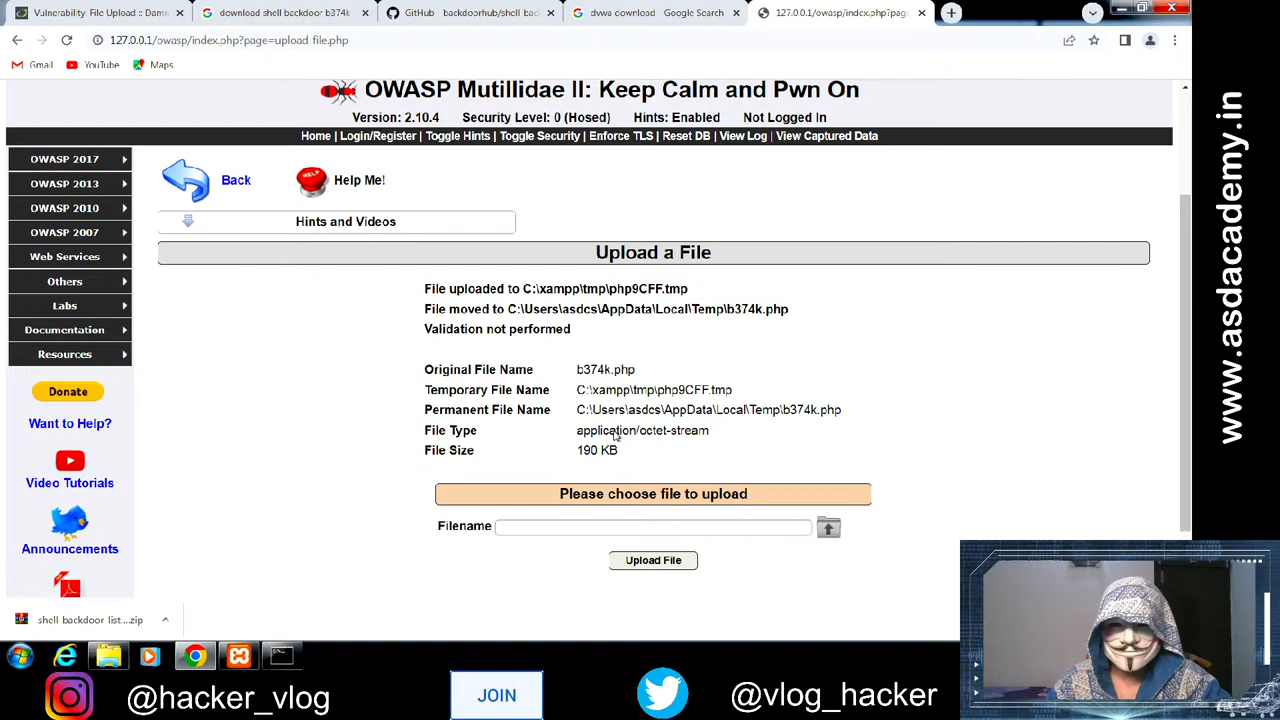 Vulnerability: File Upload :: Damn
download shell backdoor b374k
GitHub - backdoorhub/shell-back
dvwa download - Google Search
127.0.0.1/owasp/index.php?page=
127.0.0.1/owasp/index.php?page=upload file.php
Gmail
YouTube
Maps
OWASP Mutillidae II: Keep Calm and Pwn On
Version: 2.10.4 Security Level: 0 (Hosed) Hints: Enabled Not Logged In
Home | Login/Register | Toggle Hints | Toggle Security | Enforce TLS | Reset DB | View Log | View Captured Data
OWASP 2017
OWASP 2013
OWASP 2010
OWASP 2007
Web Services
Others
Labs
Documentation
Resources
Donate
Want to Help?
Video Tutorials
Announcements
Back
HELP
Help Me!
Hints and Videos
Upload a File
File uploaded to C:\xampp\tmp\php9CFF.tmp
File moved to C:\Users\asdcs\AppData\Local\Temp\b374k.php
Validation not performed
Original File Name b374k.php
Temporary File Name C:\xampp\tmp\php9CFF.tmp
Permanent File Name C:\Users\asdcs\AppData\Local\Temp\b374k.php
File Type application/octet-stream
File Size 190 KB
Please choose file to upload
Filename
Upload File
shell backdoor list....zip
www.asdacademy.in
@hacker_vlog
JOIN
@vlog_hacker